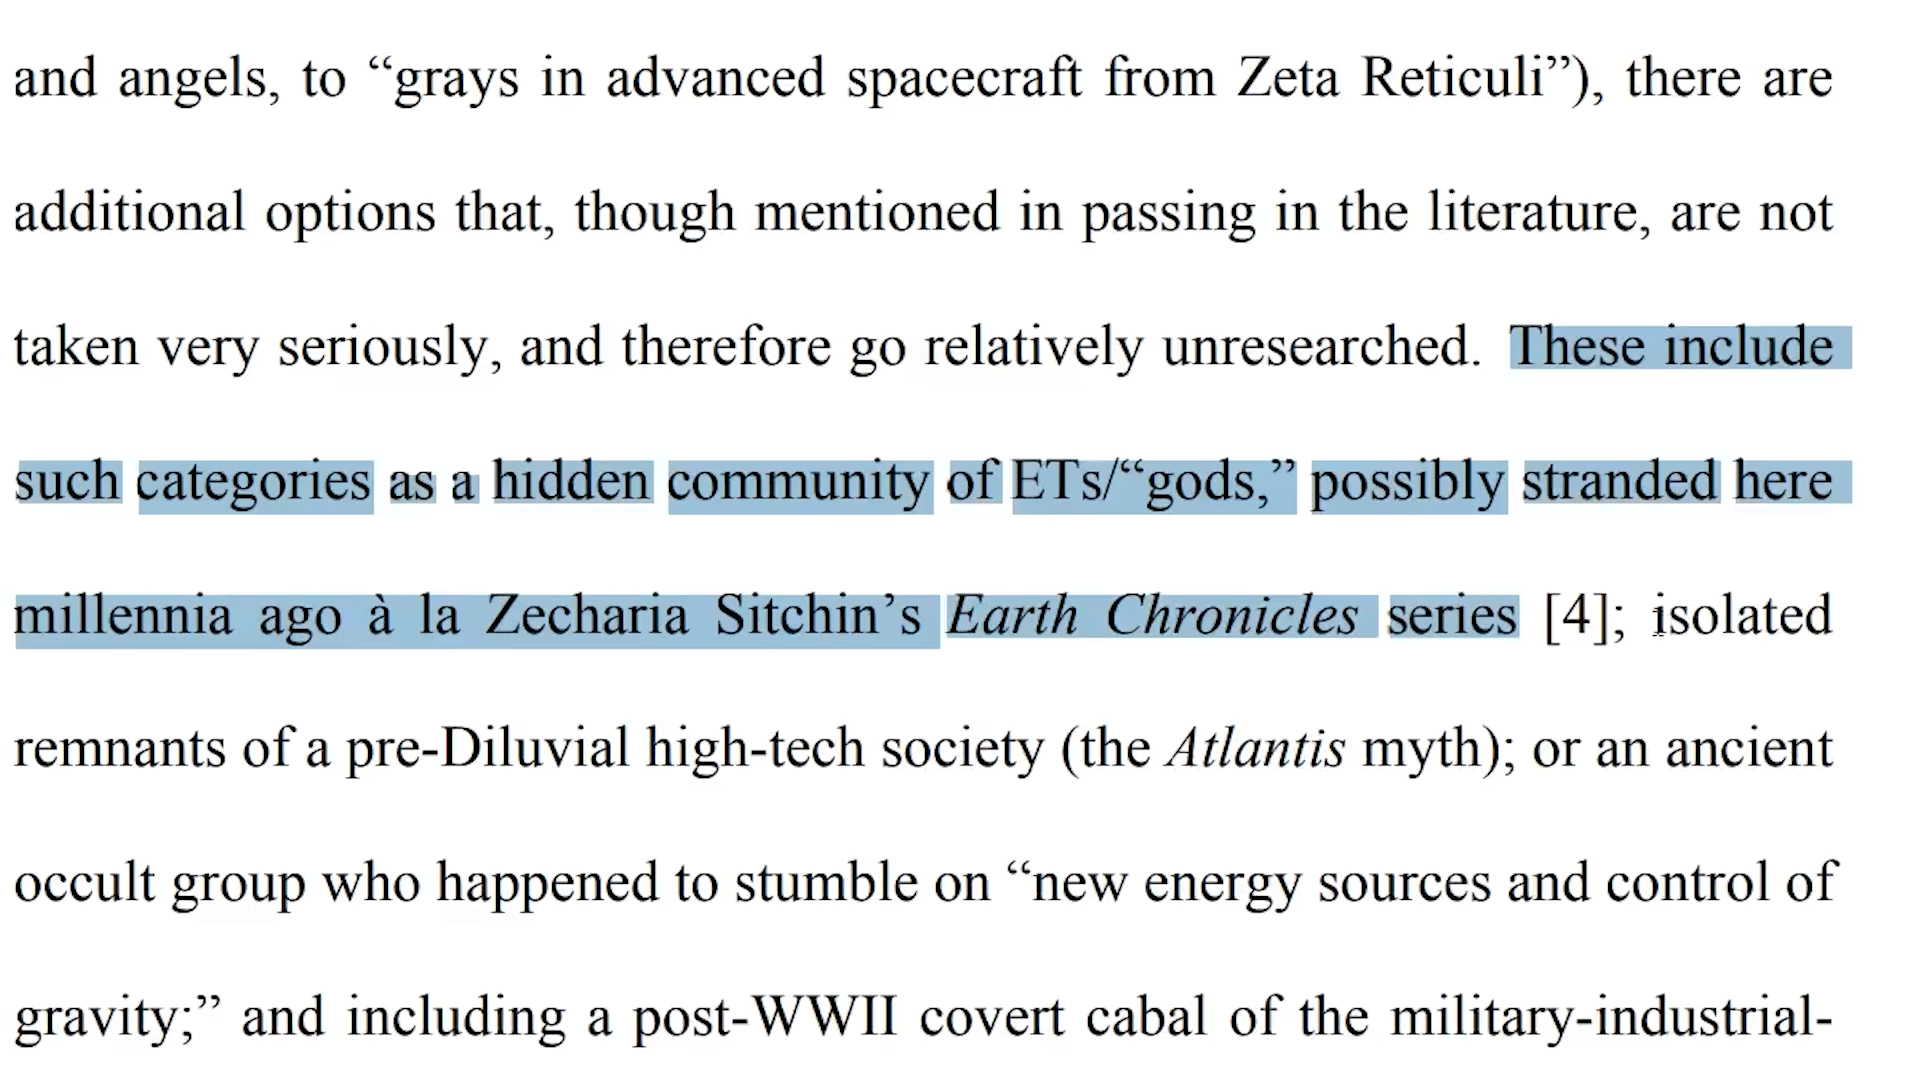 and angels, to “grays in advanced spacecraft from Zeta Reticuli”), there are
additional options that, though mentioned in passing in the literature, are not
taken very seriously, and therefore go relatively unresearched. These include
such categories as a hidden community of ETs/“gods,” possibly stranded here
millennia ago à la Zecharia Sitchin’s Earth Chronicles series [4]; isolated
remnants of a pre-Diluvial high-tech society (the Atlantis myth); or an ancient
occult group who happened to stumble on “new energy sources and control of
gravity;” and including a post-WWII covert cabal of the military-industrial-